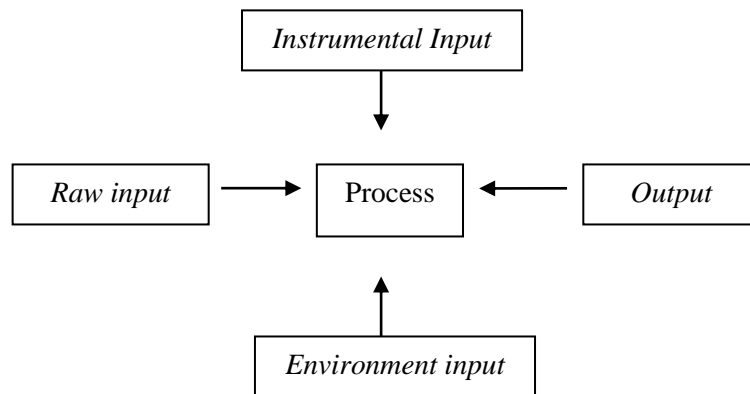 Instrumental Input
Raw input
Process
Output
Environment input